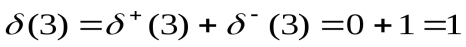 δ(3) = δ⁺(3) + δ⁻(3) = 0 + 1 = 1